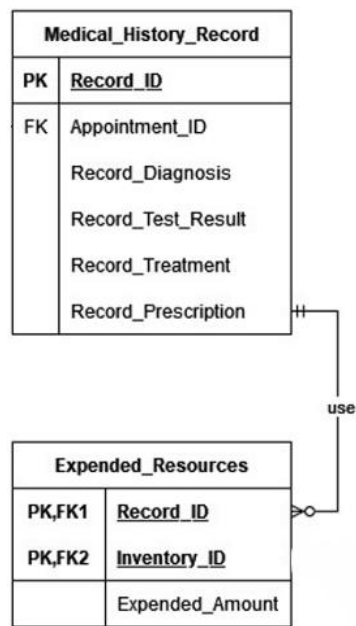 Medical_History_Record
PK Record_ID
FK Appointment_ID
Record_Diagnosis
Record_Test_Result
Record_Treatment
Record_Prescription
use
Expended_Resources
PK,FK1 Record_ID
PK,FK2 Inventory_ID
Expended_Amount